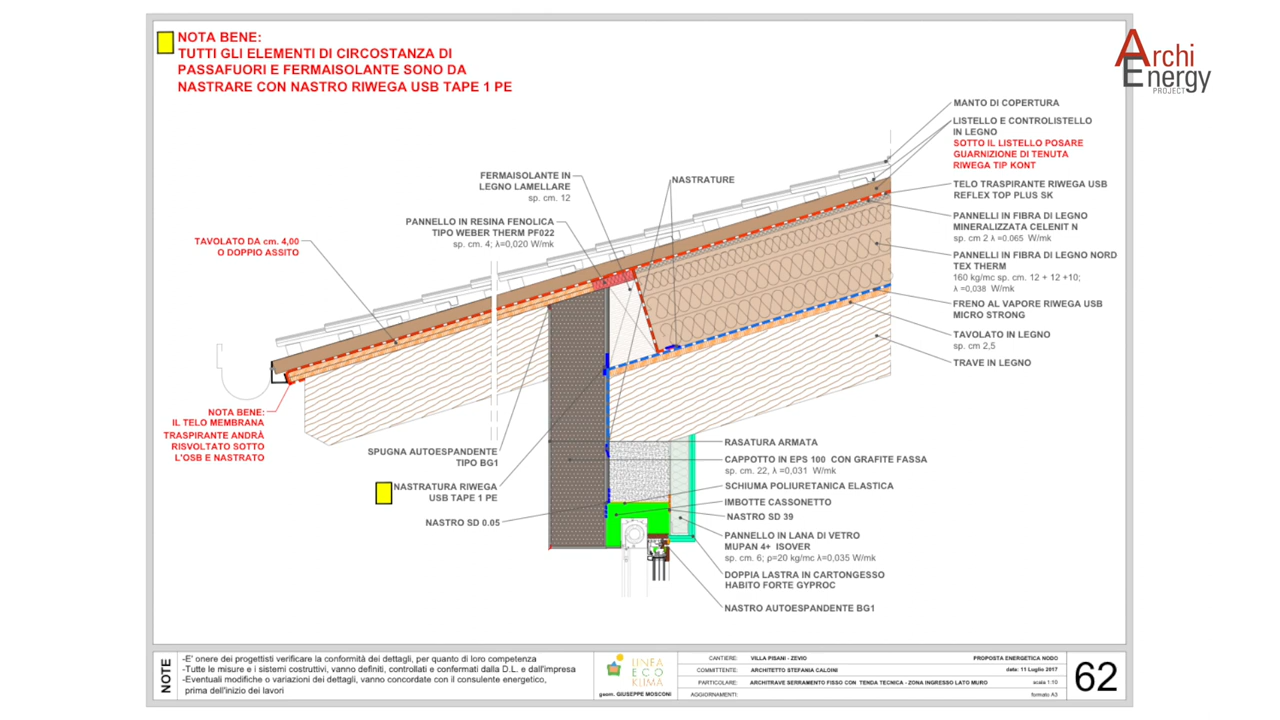 NOTA BENE:
TUTTI GLI ELEMENTI DI CIRCOSTANZA DI
PASSAFUORI E FERMAISOLANTE SONO DA
NASTRARE CON NASTRO RIWEGA USB TAPE 1 PE
Archi
Energy
PROJECT
MANTO DI COPERTURA
LISTELLO E CONTROLISTELLO
IN LEGNO
SOTTO IL LISTELLO POSARE
GUARNIZIONE DI TENUTA
RIWEGA TIP KONT
TELO TRASPIRANTE RIWEGA USB
REFLEX TOP PLUS SK
PANNELLI IN FIBRA DI LEGNO
MINERALIZZATA CELENIT N
sp. cm 2 λ =0.065 W/mk
PANNELLI IN FIBRA DI LEGNO NORD
TEX THERM
160 kg/mc sp. cm. 12 + 12 +10;
λ =0,038 W/mk
FRENO AL VAPORE RIWEGA USB
MICRO STRONG
TAVOLATO IN LEGNO
sp. cm 2,5
TRAVE IN LEGNO
FERMAISOLANTE IN
LEGNO LAMELLARE
sp. cm. 12
NASTRATURE
PANNELLO IN RESINA FENOLICA
TIPO WEBER THERM PF022
sp. cm. 4; λ=0,020 W/mk
TAVOLATO DA cm. 4,00
O DOPPIO ASSITO
NOTA BENE:
IL TELO MEMBRANA
TRASPIRANTE ANDRÀ
RISVOLTATO SOTTO
L'OSB E NASTRATO
SPUGNA AUTOESPANDENTE
TIPO BG1
NASTRATURA RIWEGA
USB TAPE 1 PE
NASTRO SD 0.05
RASATURA ARMATA
CAPPOTTO IN EPS 100 CON GRAFITE FASSA
sp. cm. 22, λ =0,031 W/mk
SCHIUMA POLIURETANICA ELASTICA
IMBOTTE CASSONETTO
NASTRO SD 39
PANNELLO IN LANA DI VETRO
MUPAN 4+ ISOVER
sp. cm. 6; ρ=20 kg/mc λ=0,035 W/mk
DOPPIA LASTRA IN CARTONGESSO
HABITO FORTE GYPROC
NASTRO AUTOESPANDENTE BG1
NOTE
-E' onere dei progettisti verificare la conformità dei dettagli, per quanto di loro competenza
-Tutte le misure e i sistemi costruttivi, vanno definiti, controllati e confermati dalla D.L. e dall'impresa
-Eventuali modifiche o variazioni dei dettagli, vanno concordate con il consulente energetico,
prima dell'inizio dei lavori
LINEA
ECO
KLIMA
geom. GIUSEPPE MOSCONI
CANTIERE: VILLA PISANI - ZEVIO PROPOSTA ENERGETICA NODO
COMMITTENTE: ARCHITETTO STEFANIA CALDINI data: 11 Luglio 2017
PARTICOLARE: ARCHITRAVE SERRAMENTO FISSO CON TENDA TECNICA - ZONA INGRESSO LATO MURO scala 1:10
AGGIORNAMENTI: formato A3
62